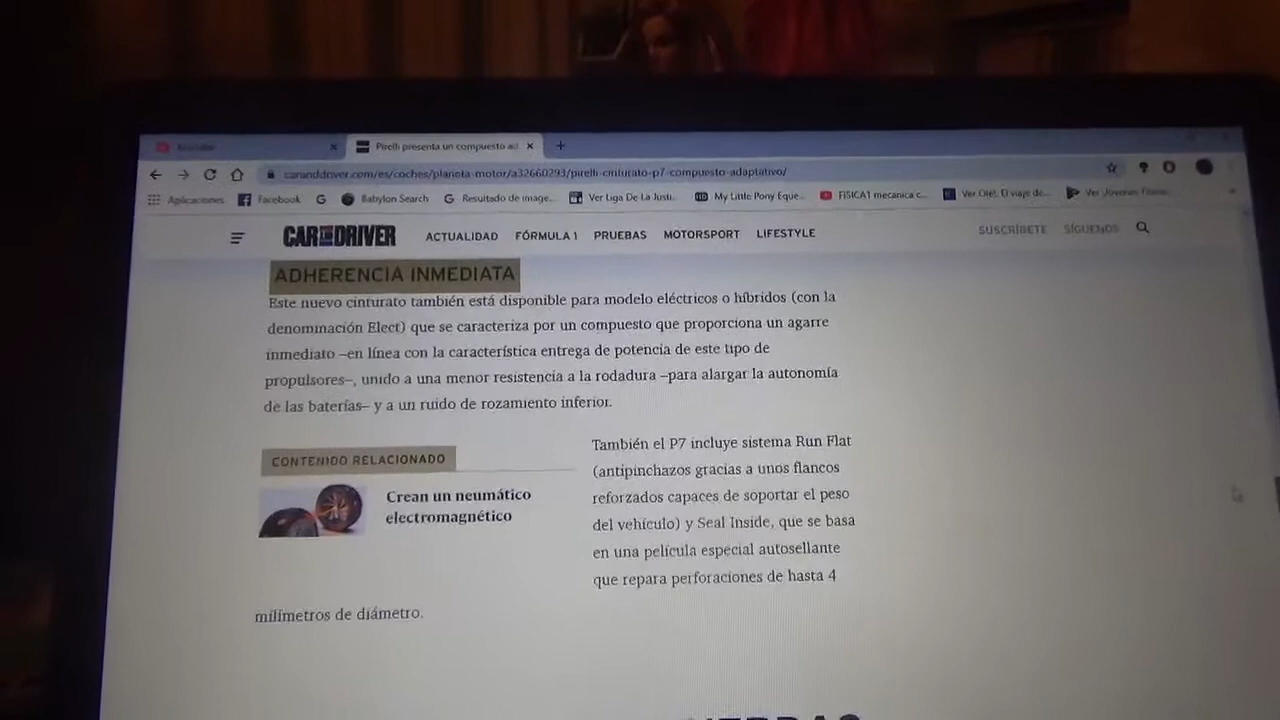 Pirelli presenta un compuesto ad
caranddriver.com/es/coches/planeta-motor/a32660293/pirelli-cinturato-p7-compuesto-adaptativo/
Aplicaciones
Facebook
Babylon Search
Resultado de image...
Ver Liga De La Justi...
My Little Pony Eque...
FISICA1 mecanica c...
Ver Olé!. El viaje de...
CAR AND DRIVER
ACTUALIDAD FÓRMULA 1 PRUEBAS MOTORSPORT LIFESTYLE
SUSCRÍBETE SÍGUENOS
ADHERENCIA INMEDIATA
Este nuevo cinturato también está disponible para modelo eléctricos o híbridos (con la
denominación Elect) que se caracteriza por un compuesto que proporciona un agarre
inmediato –en línea con la característica entrega de potencia de este tipo de
propulsores–, unido a una menor resistencia a la rodadura –para alargar la autonomía
de las baterías– y a un ruido de rozamiento inferior.
CONTENIDO RELACIONADO
Crean un neumático
electromagnético
También el P7 incluye sistema Run Flat
(antipinchazos gracias a unos flancos
reforzados capaces de soportar el peso
del vehículo) y Seal Inside, que se basa
en una película especial autosellante
que repara perforaciones de hasta 4
milímetros de diámetro.